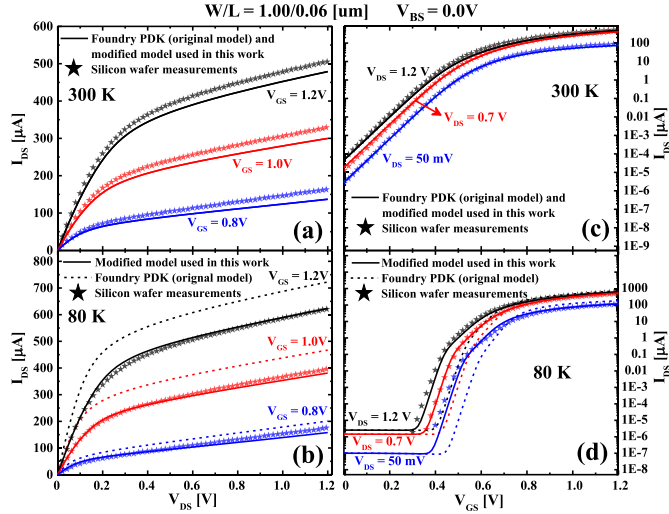 W/L = 1.00/0.06 [um] V_BS = 0.0V
600
500
400
300
200
100
0
I_DS [µA]
Foundry PDK (original model) and
modified model used in this work
Silicon wafer measurements
300 K
V_GS = 1.2V
V_GS = 1.0V
V_GS = 0.8V
(a)
V_DS = 1.2 V
V_DS = 0.7 V
V_DS = 50 mV
300 K
Foundry PDK (original model) and
modified model used in this work
Silicon wafer measurements
(c)
100
10
1
0.1
0.01
1E-3
1E-4
1E-5
1E-6
1E-7
1E-8
1E-9
I_DS [µA]
800
700
600
500
400
300
200
100
0
I_DS [µA]
Modified model used in this work
Foundry PDK (orignal model)
Silicon wafer measurements
80 K
V_GS = 1.2V
V_GS = 1.0V
V_GS = 0.8V
(b)
0.0 0.2 0.4 0.6 0.8 1.0 1.2
V_DS [V]
Modified model used in this work
Foundry PDK (orignal model)
Silicon wafer measurements
80 K
V_DS = 1.2 V
V_DS = 0.7 V
V_DS = 50 mV
(d)
1000
100
10
1
0.1
0.01
1E-3
1E-4
1E-5
1E-6
1E-7
I_DS [µA]
0.0 0.2 0.4 0.6 0.8 1.0 1.2
V_GS [V]